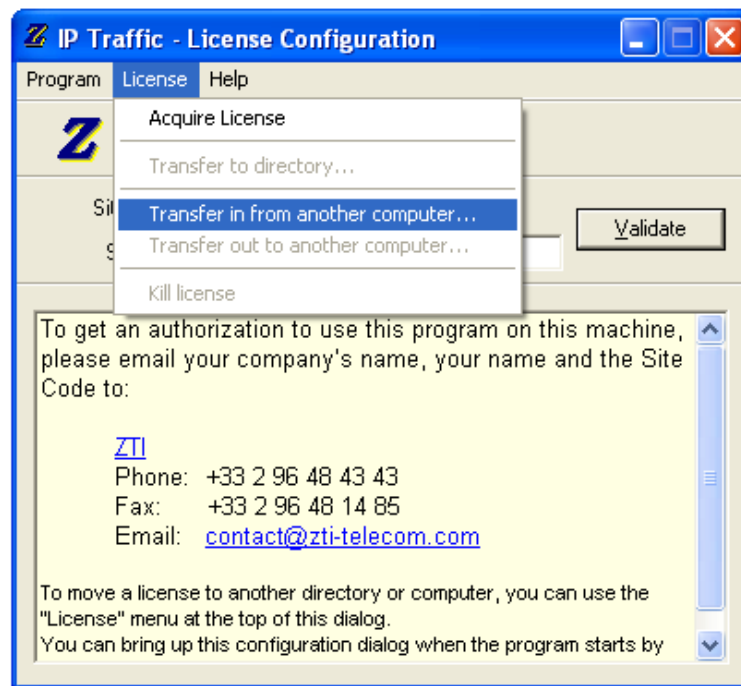 IP Traffic - License Configuration
Program License Help
Z
Acquire License
Transfer to directory...
Transfer in from another computer...
Transfer out to another computer...
Kill license
Validate
To get an authorization to use this program on this machine,
please email your company's name, your name and the Site
Code to:
ZTI
Phone: +33 2 96 48 43 43
Fax: +33 2 96 48 14 85
Email: contact@zti-telecom.com
To move a license to another directory or computer, you can use the
"License" menu at the top of this dialog.
You can bring up this configuration dialog when the program starts by